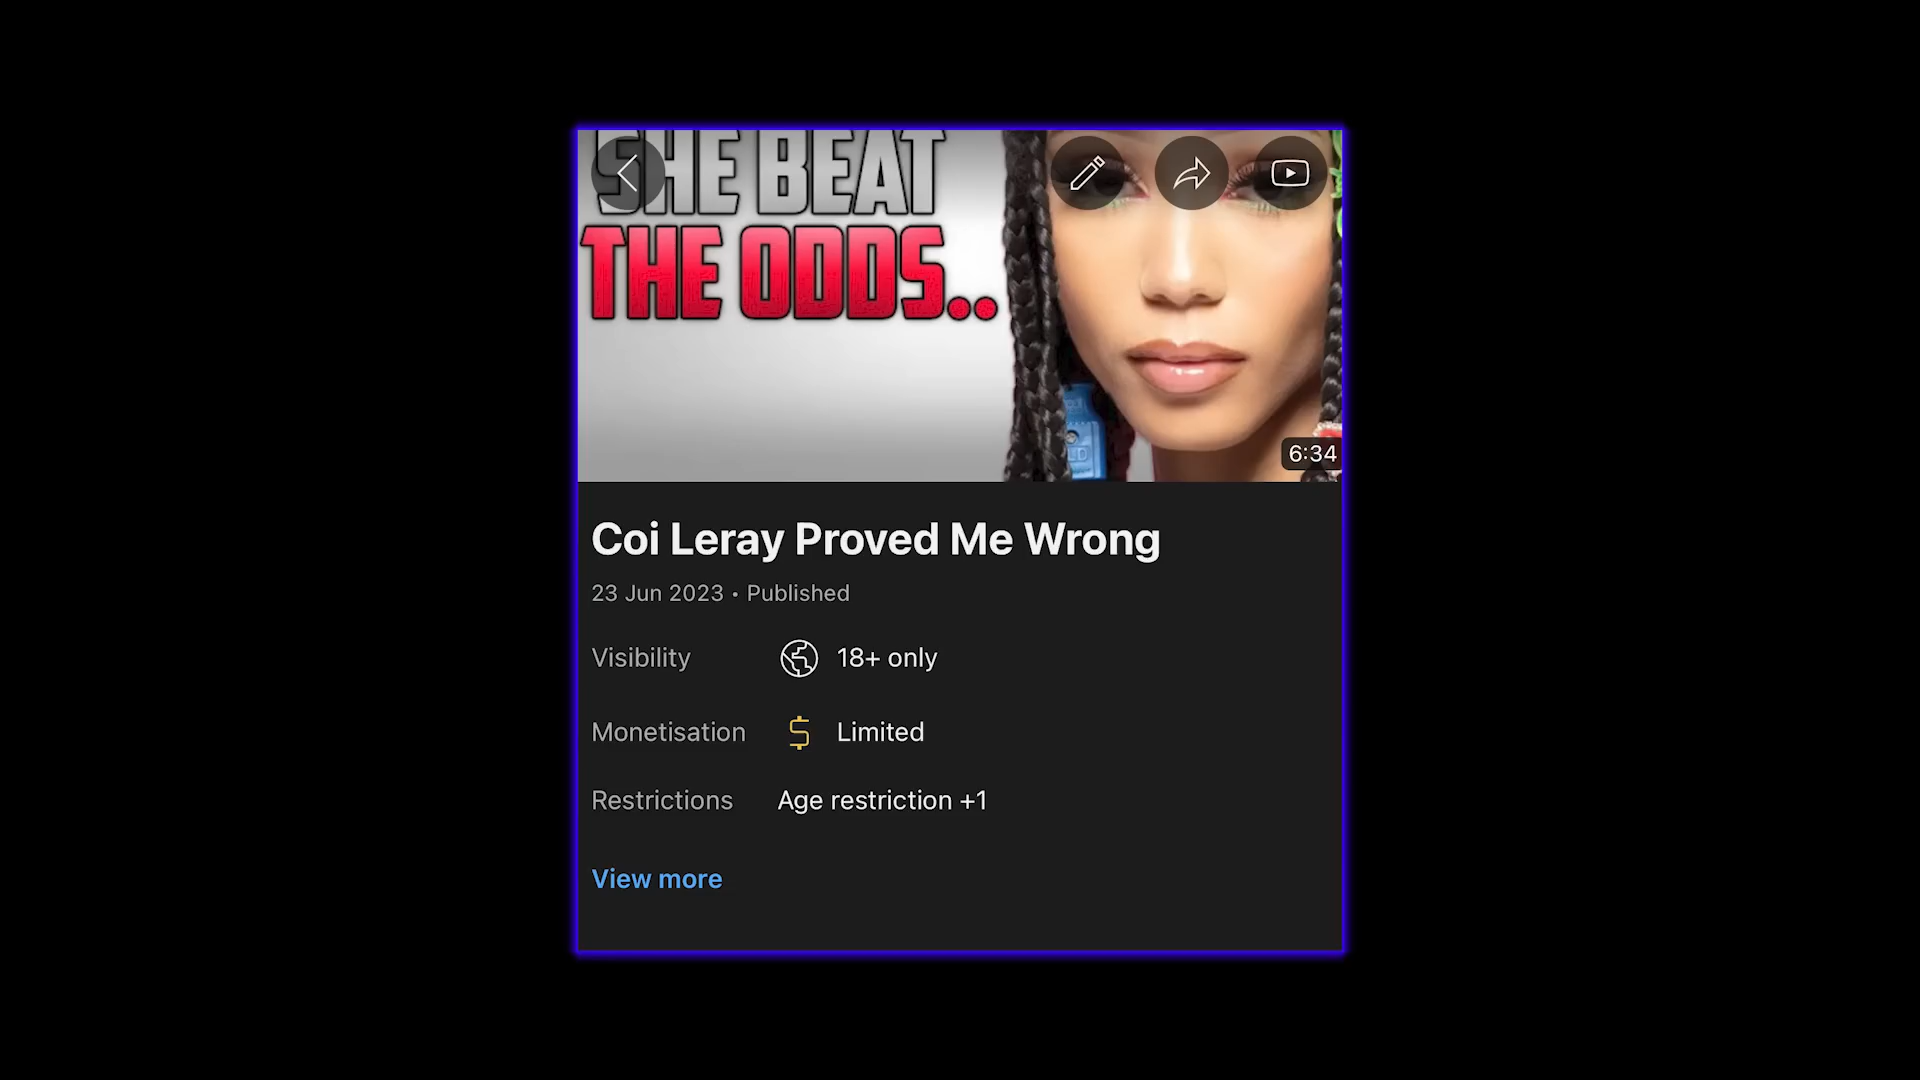 SHE BEAT
THE ODDS..
6:34
Coi Leray Proved Me Wrong
23 Jun 2023 • Published
Visibility 18+ only
Monetisation Limited
Restrictions Age restriction +1
View more